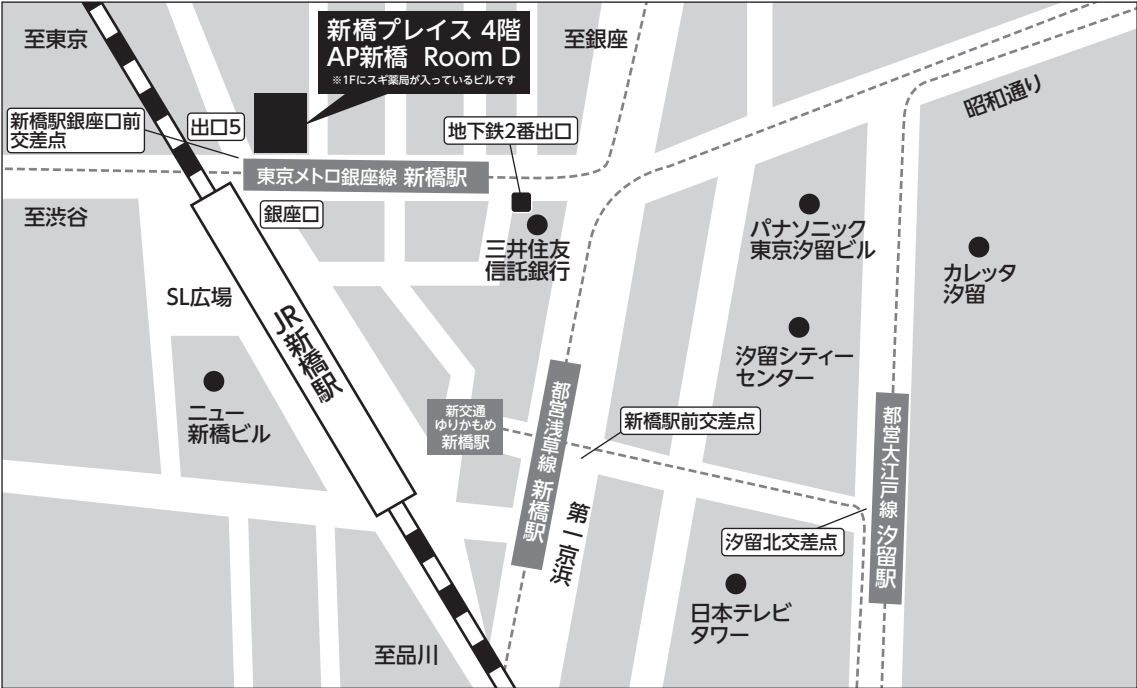 至東京
新橋プレイス 4階
AP新橋 Room D
※1Fにスギ薬局が入っているビルです
至銀座
昭和通り
新橋駅銀座口前
交差点
出口5
地下鉄2番出口
東京メトロ銀座線 新橋駅
至渋谷
銀座口
三井住友
信託銀行
パナソニック
東京汐留ビル
カレッタ
汐留
SL広場
JR新橋駅
汐留シティー
センター
ニュー
新橋ビル
新交通
ゆりかもめ
新橋駅
都営浅草線 新橋駅
新橋駅前交差点
都営大江戸線 汐留駅
第一京浜
汐留北交差点
日本テレビ
タワー
至品川